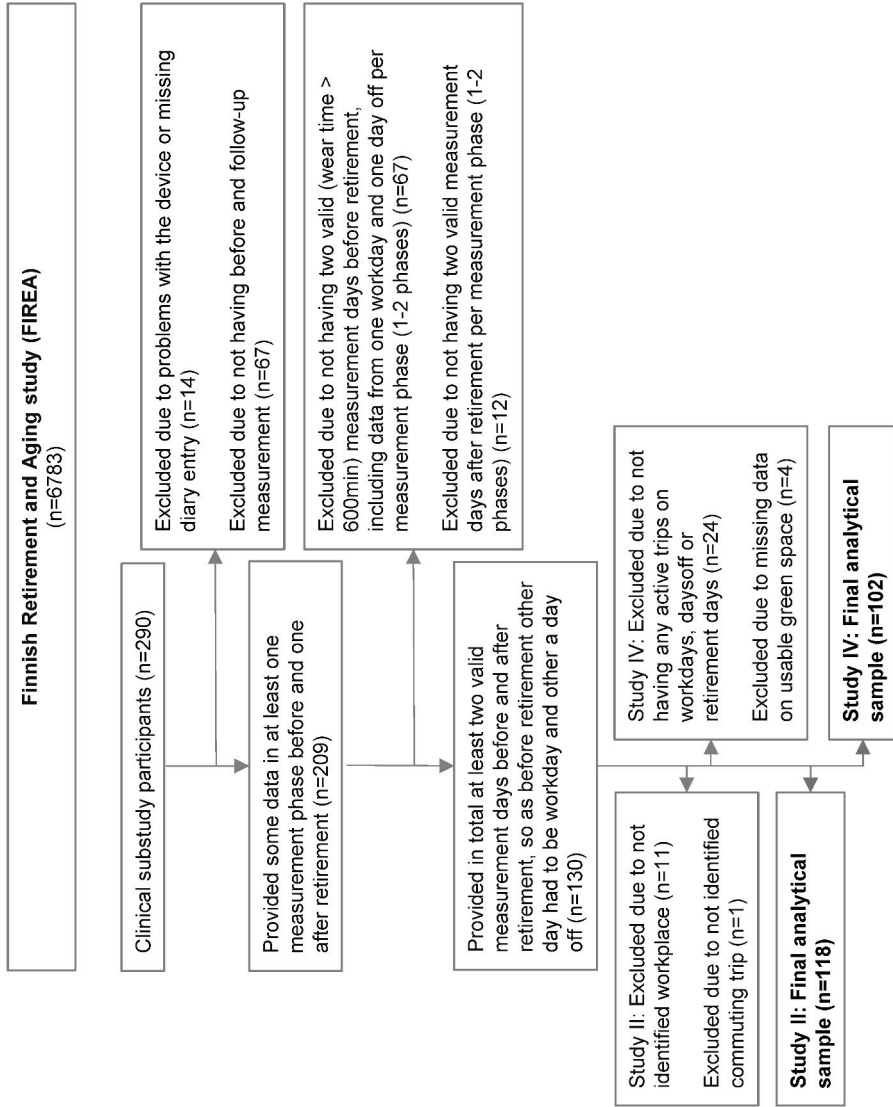 Finnish Retirement and Aging study (FIREA)
(n=6783)
Clinical substudy participants (n=290)
Excluded due to problems with the device or missing
diary entry (n=14)
Excluded due to not having before and follow-up
measurement (n=67)
Provided some data in at least one
measurement phase before and one
after retirement (n=209)
Excluded due to not having two valid (wear time >
600min) measurement days before retirement,
including data from one workday and one day off per
measurement phase (1-2 phases) (n=67)
Excluded due to not having two valid measurement
days after retirement per measurement phase (1-2
phases) (n=12)
Provided in total at least two valid
measurement days before and after
retirement, so as before retirement other
day had to be workday and other a day
off (n=130)
Study II: Excluded due to not
identified workplace (n=11)
Excluded due to not identified
commuting trip (n=1)
Study IV: Excluded due to not
having any active trips on
workdays, daysoff or
retirement days (n=24)
Excluded due to missing data
on usable green space (n=4)
Study II: Final analytical
sample (n=118)
Study IV: Final analytical
sample (n=102)